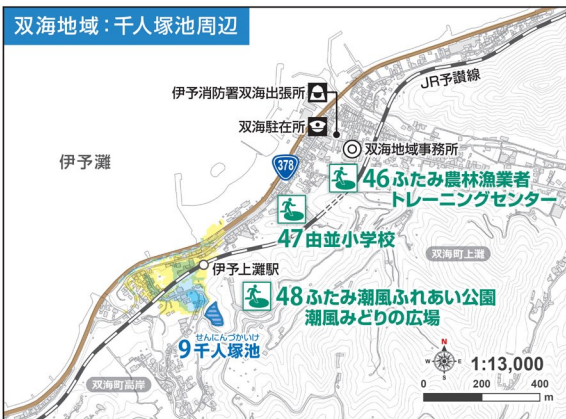 双海地域：千人塚池周辺
JR予讃線
伊予消防署双海出張所
双海駐在所
双海地域事務所
伊予灘
378
46 ふたみ農林漁業者
トレーニングセンター
47 由並小学校
双海町上灘
伊予上灘駅
48 ふたみ潮風ふれあい公園
潮風みどりの広場
せんにんづかいけ
9 千人塚池
双海町高岸
N
W E
S
1:13,000
0 200 400 m